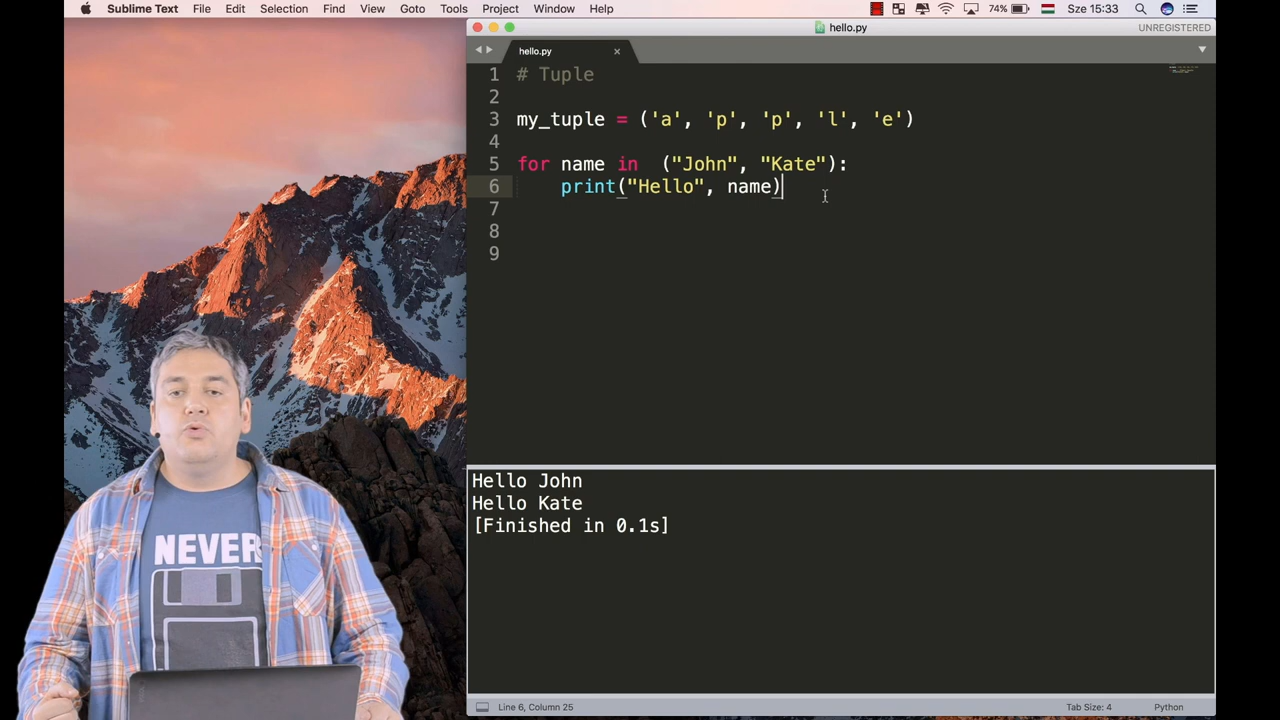 Sublime Text File Edit Selection Find View Goto Tools Project Window Help 74% Sze 15:33
hello.py UNREGISTERED
hello.py
1 # Tuple
2
3 my_tuple = ('a', 'p', 'p', 'l', 'e')
4
5 for name in  ("John", "Kate"):
6     print("Hello", name)
7
8
9
NEVER
Hello John
Hello Kate
[Finished in 0.1s]
Line 6, Column 25 Tab Size: 4 Python